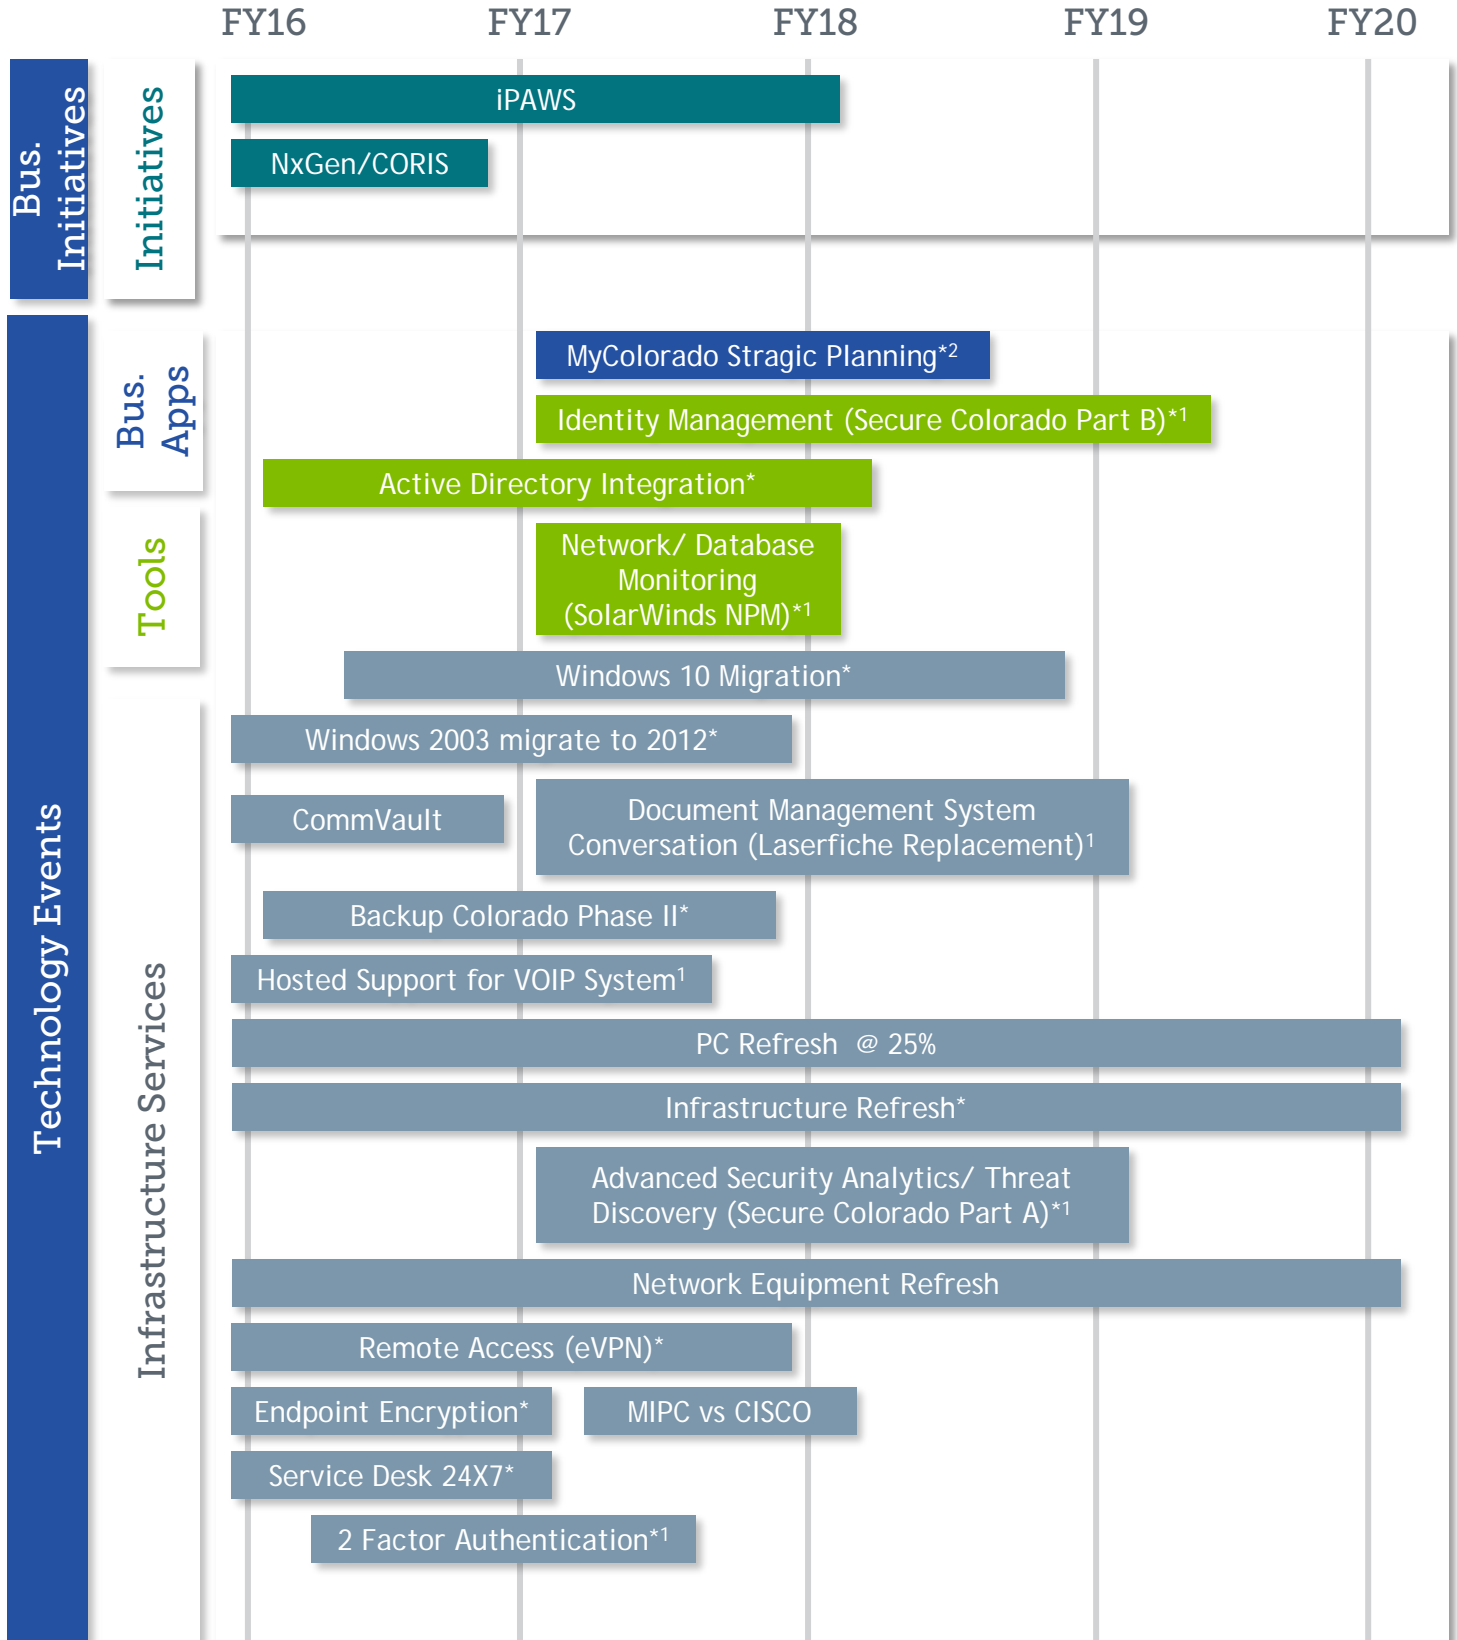 FY16 FY17 FY18 FY19 FY20
Bus.
Initiatives
Initiatives
iPAWS
NxGen/CORIS
Technology Events
Bus.
Apps
MyColorado Stragic Planning*2
Identity Management (Secure Colorado Part B)*1
Active Directory Integration*
Tools
Network/ Database
Monitoring
(SolarWinds NPM)*1
Windows 10 Migration*
Infrastructure Services
Windows 2003 migrate to 2012*
CommVault
Document Management System
Conversation (Laserfiche Replacement)1
Backup Colorado Phase II*
Hosted Support for VOIP System1
PC Refresh @ 25%
Infrastructure Refresh*
Advanced Security Analytics/ Threat
Discovery (Secure Colorado Part A)*1
Network Equipment Refresh
Remote Access (eVPN)*
Endpoint Encryption*
MIPC vs CISCO
Service Desk 24X7*
2 Factor Authentication*1